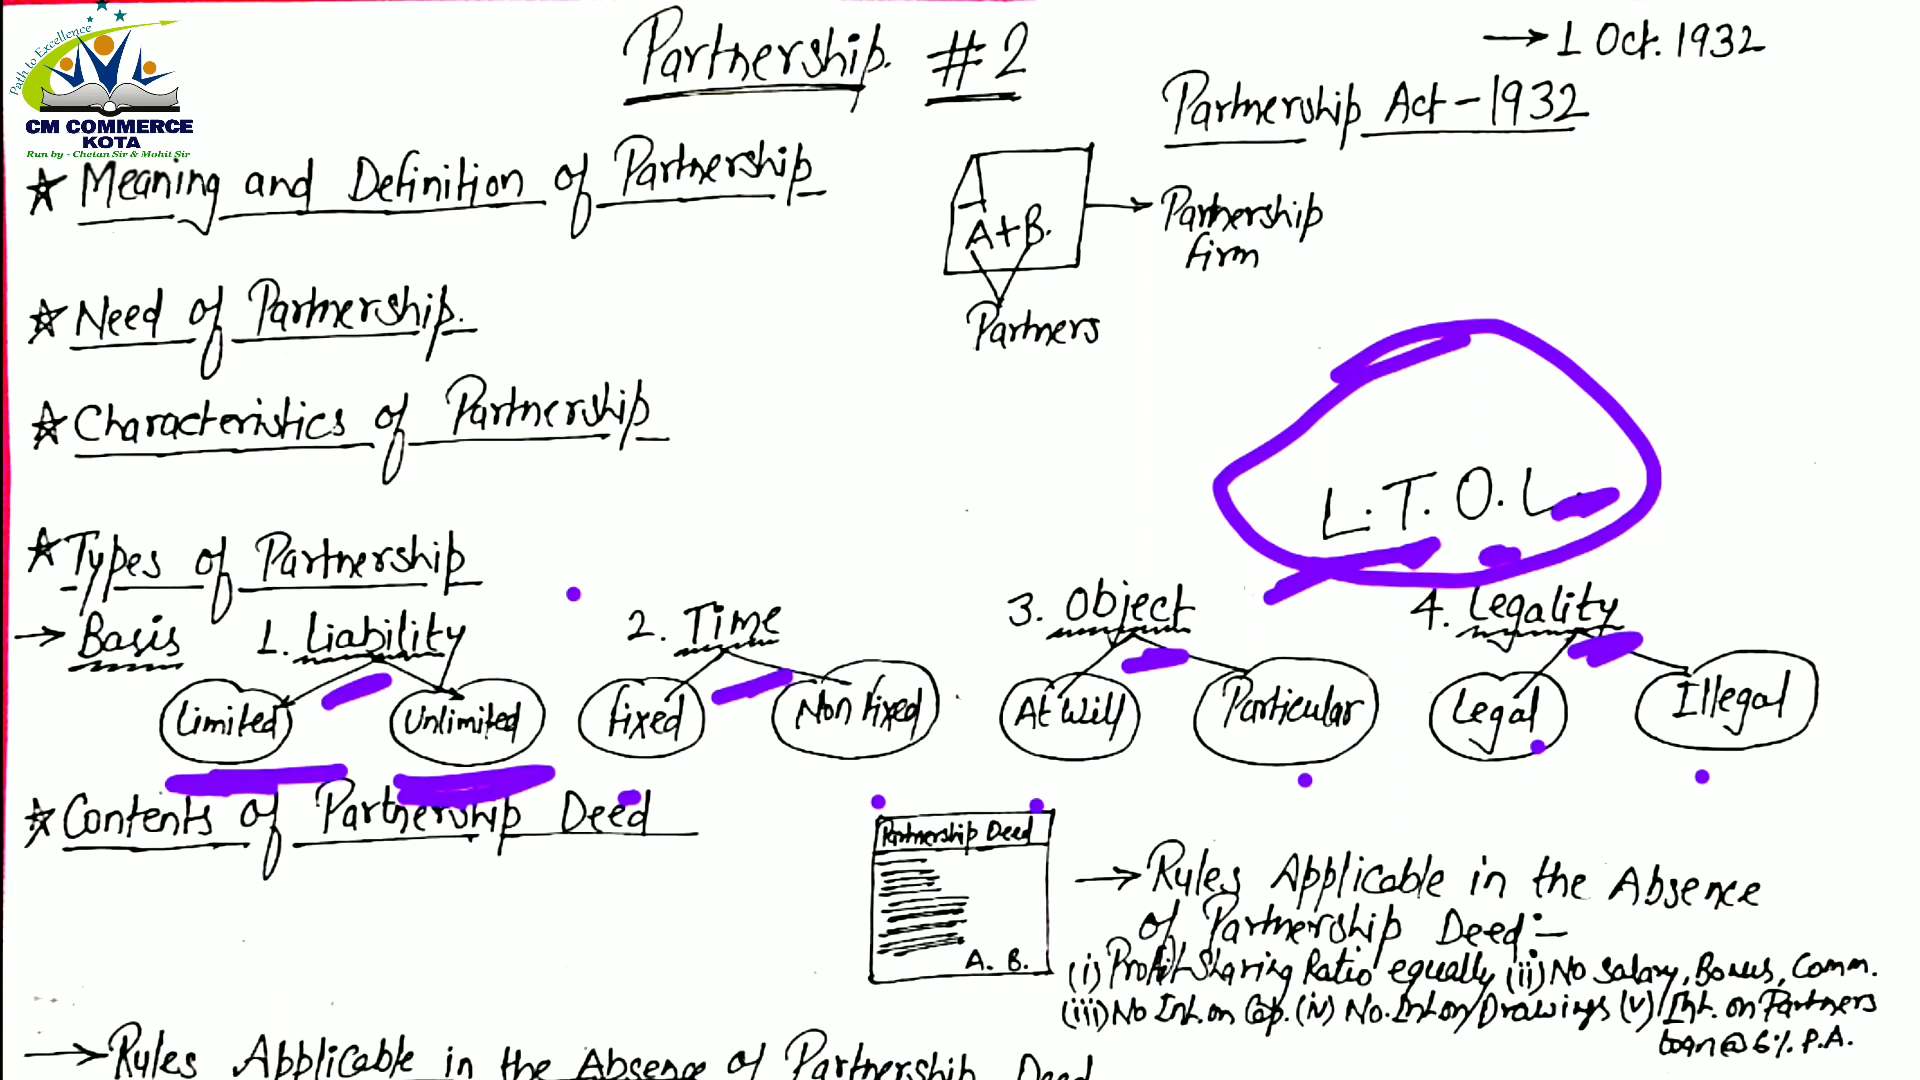 Path to Excellence
CM COMMERCE
KOTA
Run by - Chetan Sir & Mohit Sir
Partnership. #2
→ 1 Oct. 1932
Partnership Act - 1932
☆ Meaning and Definition of Partnership
A + B.
→ Partnership
firm
Partners
☆ Need of Partnership.
☆ Characteristics of Partnership
L. T. O. L.
☆ Types of Partnership
→ Basis 1. Liability 2. Time 3. Object 4. Legality
Limited Unlimited fixed Non fixed At Will Particular Legal Illegal
☆ Contents of Partnership Deed
Partnership Deed
A. B.
→ Rules Applicable in the Absence
of Partnership Deed :-
(i) Profit Sharing Ratio equally (ii) No Salary, Bonus, Comm.
(iii) No Int. on Cap. (iv) No. Int on Drawings (v) Int. on Partners
loan @ 6% P.A.
→ Rules Applicable in the Absence of Partnership Deed